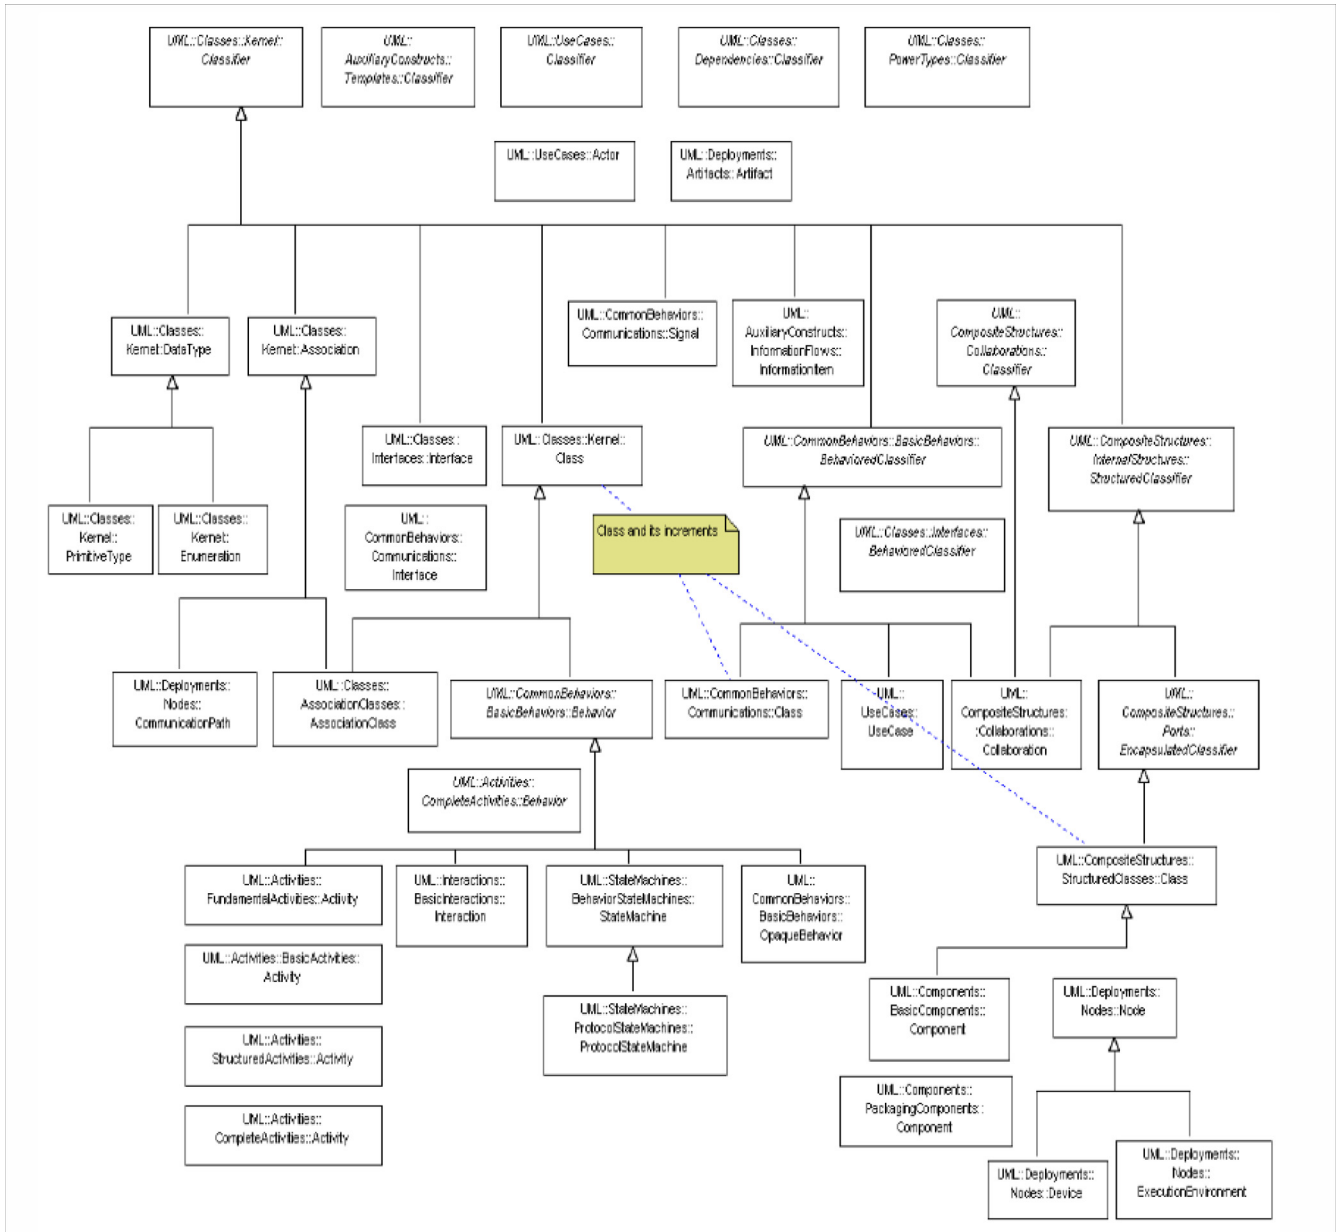 UML::Classes::Kernel::
Classifier
UML::
AuxiliaryConstructs::
Templates::Classifier
UML::UseCases::
Classifier
UML::Classes::
Dependencies::Classifier
UML::Classes::
PowerTypes::Classifier
UML::UseCases::Actor
UML::Deployments::
Artifacts::Artifact
UML::Classes::
Kernel::DataType
UML::Classes::
Kernel::Association
UML::CommonBehaviors::
Communications::Signal
UML::
AuxiliaryConstructs::
InformationFlows::
InformationItem
UML::
CompositeStructures::
Collaborations::
Classifier
UML::Classes::
Interfaces::Interface
UML::Classes::Kernel::
Class
UML::CommonBehaviors::BasicBehaviors::
BehavioredClassifier
UML::CompositeStructures::
InternalStructures::
StructuredClassifier
UML::Classes::
Kernel::
PrimitiveType
UML::Classes::
Kernel::
Enumeration
UML::
CommonBehaviors::
Communications::
Interface
Class and its increments
UML::Classes::Interfaces::
BehavioredClassifier
UML::Deployments::
Nodes::
CommunicationPath
UML::Classes::
AssociationClasses::
AssociationClass
UML::CommonBehaviors::
BasicBehaviors::Behavior
UML::CommonBehaviors::
Communications::Class
UML::
UseCases::
UseCase
UML::
CompositeStructures:
:Collaborations::
Collaboration
UML::
CompositeStructures::
Ports::
EncapsulatedClassifier
UML::Activities::
CompleteActivities::Behavior
UML::CompositeStructures::
StructuredClasses::Class
UML::Activities::
FundamentalActivities::Activity
UML::Interactions::
BasicInteractions::
Interaction
UML::StateMachines::
BehaviorStateMachines::
StateMachine
UML::
CommonBehaviors::
BasicBehaviors::
OpaqueBehavior
UML::Activities::BasicActivities::
Activity
UML::StateMachines::
ProtocolStateMachines::
ProtocolStateMachine
UML::Components::
BasicComponents::
Component
UML::Deployments::
Nodes::Node
UML::Activities::
StructuredActivities::Activity
UML::Components::
PackagingComponents::
Component
UML::Activities::
CompleteActivities::Activity
UML::Deployments::
Nodes::Device
UML::Deployments::
Nodes::
ExecutionEnvironment